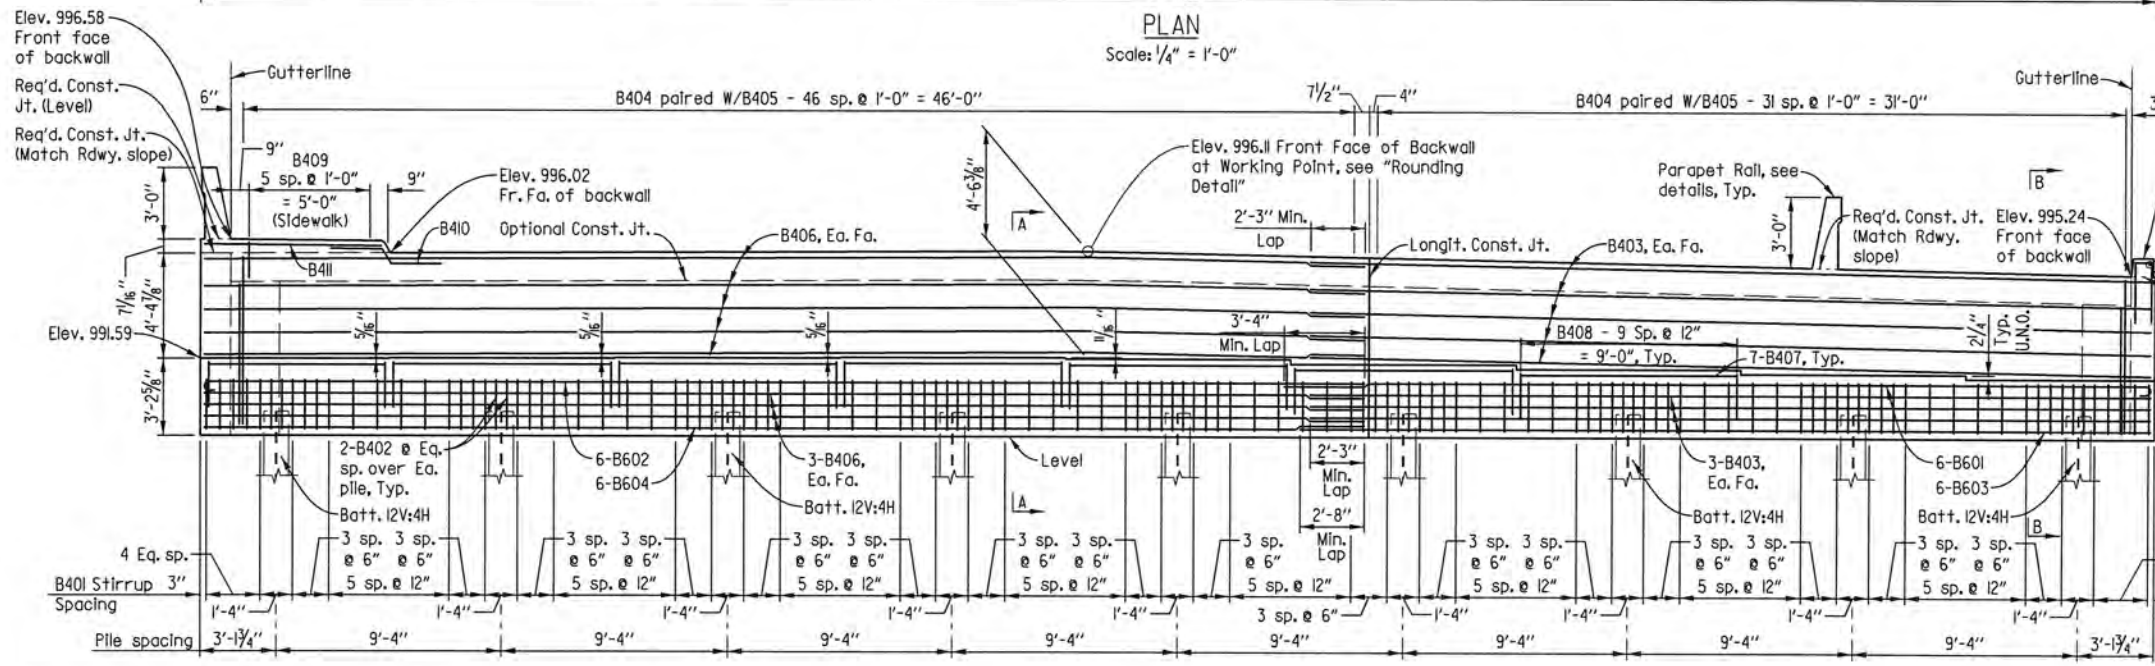 PLAN
Scale: 1/4" = 1'-0"
Elev. 996.58
Front face
of backwall
Req'd. Const.
Jt. (Level)
Req'd. Const. Jt.
(Match Rdwy. slope)
Gutterline
6"
B404 paired W/B405 - 46 sp. @ 1'-0" = 46'-0"
7 1/2"
4"
B404 paired W/B405 - 31 sp. @ 1'-0" = 31'-0"
Gutterline
9"
B409
5 sp. @ 1'-0"
= 5'-0"
(Sidewalk)
9"
Elev. 996.02
Fr. Fa. of backwall
B410
B411
Optional Const. Jt.
B406, Ea. Fa.
4'-6 3/8"
A
Elev. 996.11 Front Face of Backwall
at Working Point, see "Rounding
Detail"
2'-3" Min.
Lap
Longit. Const. Jt.
B403, Ea. Fa.
Parapet Rail, see
details, Typ.
3'-0"
B
Req'd. Const. Jt.
(Match Rdwy.
slope)
Elev. 995.24
Front face
of backwall
3'-0"
7 1/16"
4'-4 7/8"
Elev. 991.59
3'-2 5/8"
5/16"
5/16"
5/16"
11/16"
3'-4"
Min. Lap
B408 - 9 Sp. @ 12"
= 9'-0", Typ.
7-B407, Typ.
2 1/4"
Typ.
U.N.O.
2-B402 @ Eq.
sp. over Ea.
pile, Typ.
6-B602
6-B604
3-B406,
Ea. Fa.
Level
2'-3"
Min.
Lap
2'-8"
Min.
Lap
3-B403,
Ea. Fa.
6-B601
6-B603
Batt. 12V:4H
Batt. 12V:4H
A
Batt. 12V:4H
Batt. 12V:4H
B
4 Eq. sp.
3 sp. 3 sp.
@ 6" @ 6"
5 sp. @ 12"
3 sp. 3 sp.
@ 6" @ 6"
5 sp. @ 12"
3 sp. 3 sp.
@ 6" @ 6"
5 sp. @ 12"
3 sp. 3 sp.
@ 6" @ 6"
5 sp. @ 12"
3 sp.
@ 6"
5 sp. @ 12"
3 sp. 3 sp.
@ 6" @ 6"
5 sp. @ 12"
3 sp. 3 sp.
@ 6" @ 6"
5 sp. @ 12"
3 sp. 3 sp.
@ 6" @ 6"
5 sp. @ 12"
B401 Stirrup 3"
Spacing
1'-4" 1'-4" 1'-4" 1'-4" 1'-4" 3 sp. @ 6" 1'-4" 1'-4" 1'-4" 1'-4"
Pile spacing 3'-1 3/4" 9'-4" 9'-4" 9'-4" 9'-4" 9'-4" 9'-4" 9'-4" 9'-4" 3'-1 3/4"